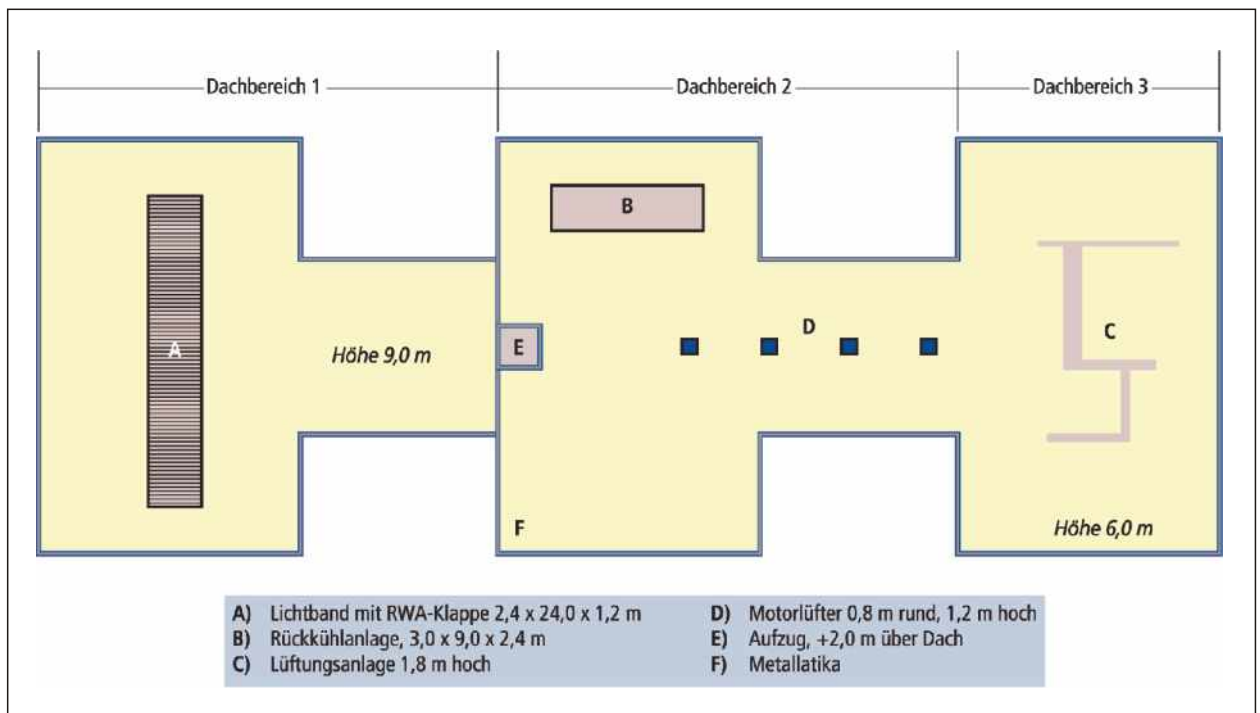 Dachbereich 1
Dachbereich 2
Dachbereich 3
B
A
Höhe 9,0 m
E
D
C
F
Höhe 6,0 m
A) Lichtband mit RWA-Klappe 2,4 x 24,0 x 1,2 m
B) Rückkühlanlage, 3,0 x 9,0 x 2,4 m
C) Lüftungsanlage 1,8 m hoch
D) Motorlüfter 0,8 m rund, 1,2 m hoch
E) Aufzug, +2,0 m über Dach
F) Metallatika